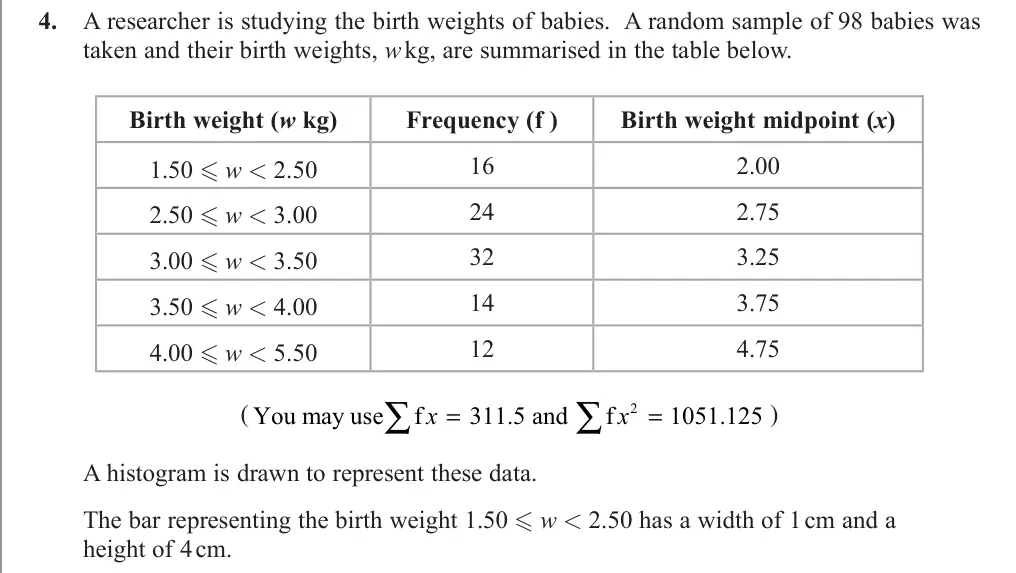 4. A researcher is studying the birth weights of babies. A random sample of 98 babies was
taken and their birth weights, w kg, are summarised in the table below.
Birth weight (w kg) Frequency (f) Birth weight midpoint (x)
1.50 ⩽ w < 2.50 16 2.00
2.50 ⩽ w < 3.00 24 2.75
3.00 ⩽ w < 3.50 32 3.25
3.50 ⩽ w < 4.00 14 3.75
4.00 ⩽ w < 5.50 12 4.75
( You may use ∑ fx = 311.5 and ∑ fx² = 1051.125 )
A histogram is drawn to represent these data.
The bar representing the birth weight 1.50 ⩽ w < 2.50 has a width of 1 cm and a
height of 4 cm.